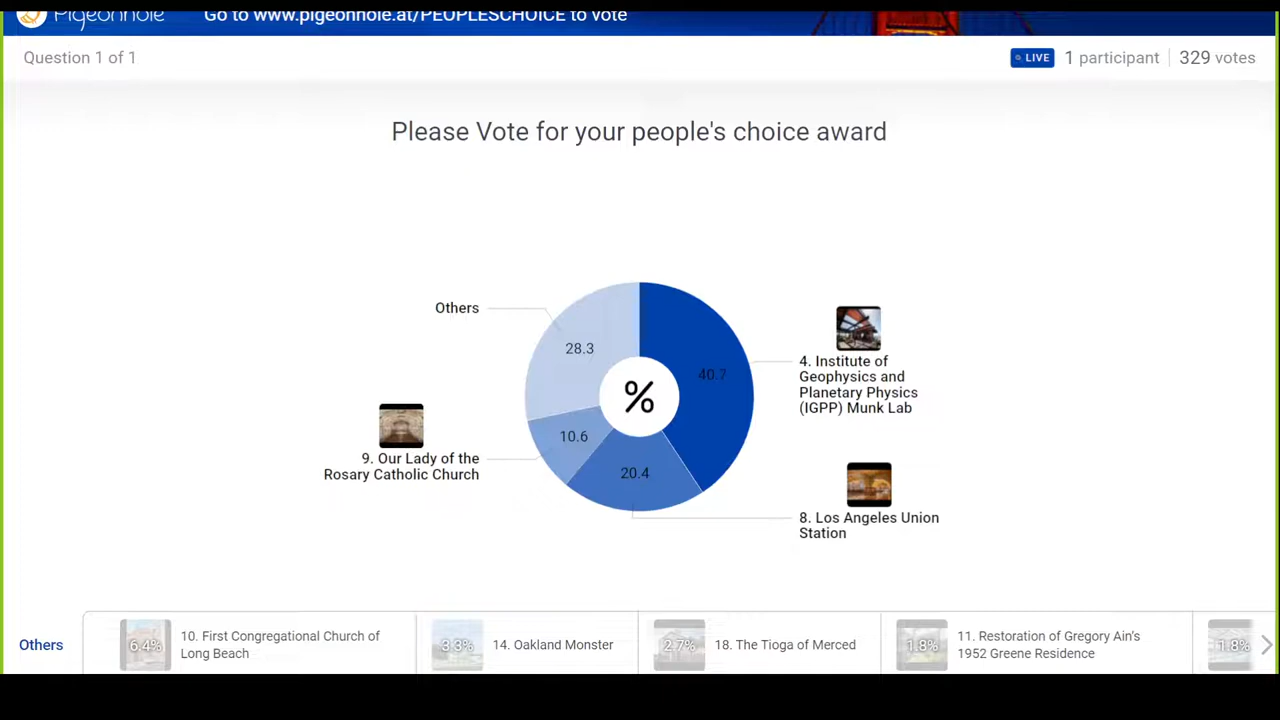 Pigeonhole
Go to www.pigeonhole.at/PEOPLESCHOICE to vote
Question 1 of 1
LIVE
1 participant
329 votes
Please Vote for your people's choice award
Others
28.3
40.7
4. Institute of
Geophysics and
Planetary Physics
(IGPP) Munk Lab
%
10.6
9. Our Lady of the
Rosary Catholic Church
20.4
8. Los Angeles Union
Station
Others
6.4%
10. First Congregational Church of
Long Beach
3.3%
14. Oakland Monster
2.7%
18. The Tioga of Merced
1.8%
11. Restoration of Gregory Ain's
1952 Greene Residence
1.8%